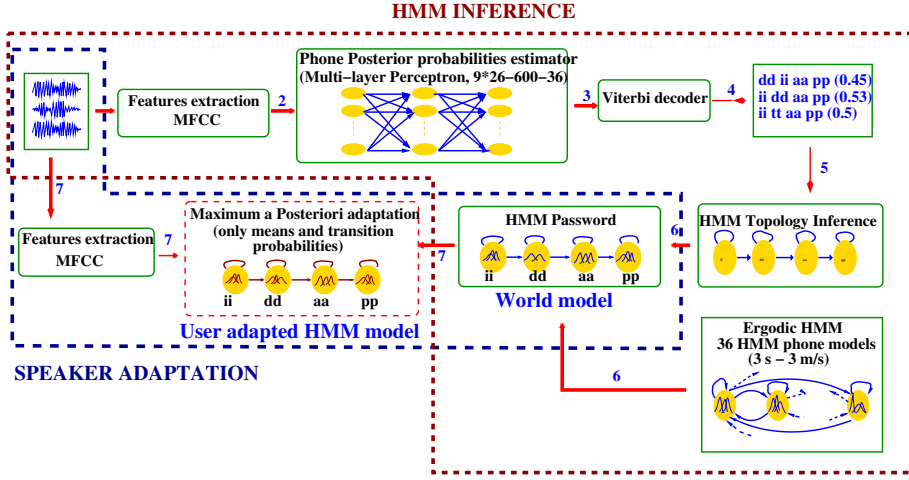 HMM INFERENCE
Features extraction
MFCC
2
Phone Posterior probabilities estimator
(Multi−layer Perceptron, 9*26−600−36)
3
Viterbi decoder
4
dd ii aa pp (0.45)
ii dd aa pp (0.53)
ii tt aa pp (0.5)
5
7
Features extraction
MFCC
7
Maximum a Posteriori adaptation
(only means and transition
probabilities)
ii dd aa pp
User adapted HMM model
7
HMM Password
ii dd aa pp
World model
6
HMM Topology Inference
SPEAKER ADAPTATION
6
Ergodic HMM
36 HMM phone models
(3 s − 3 m/s)